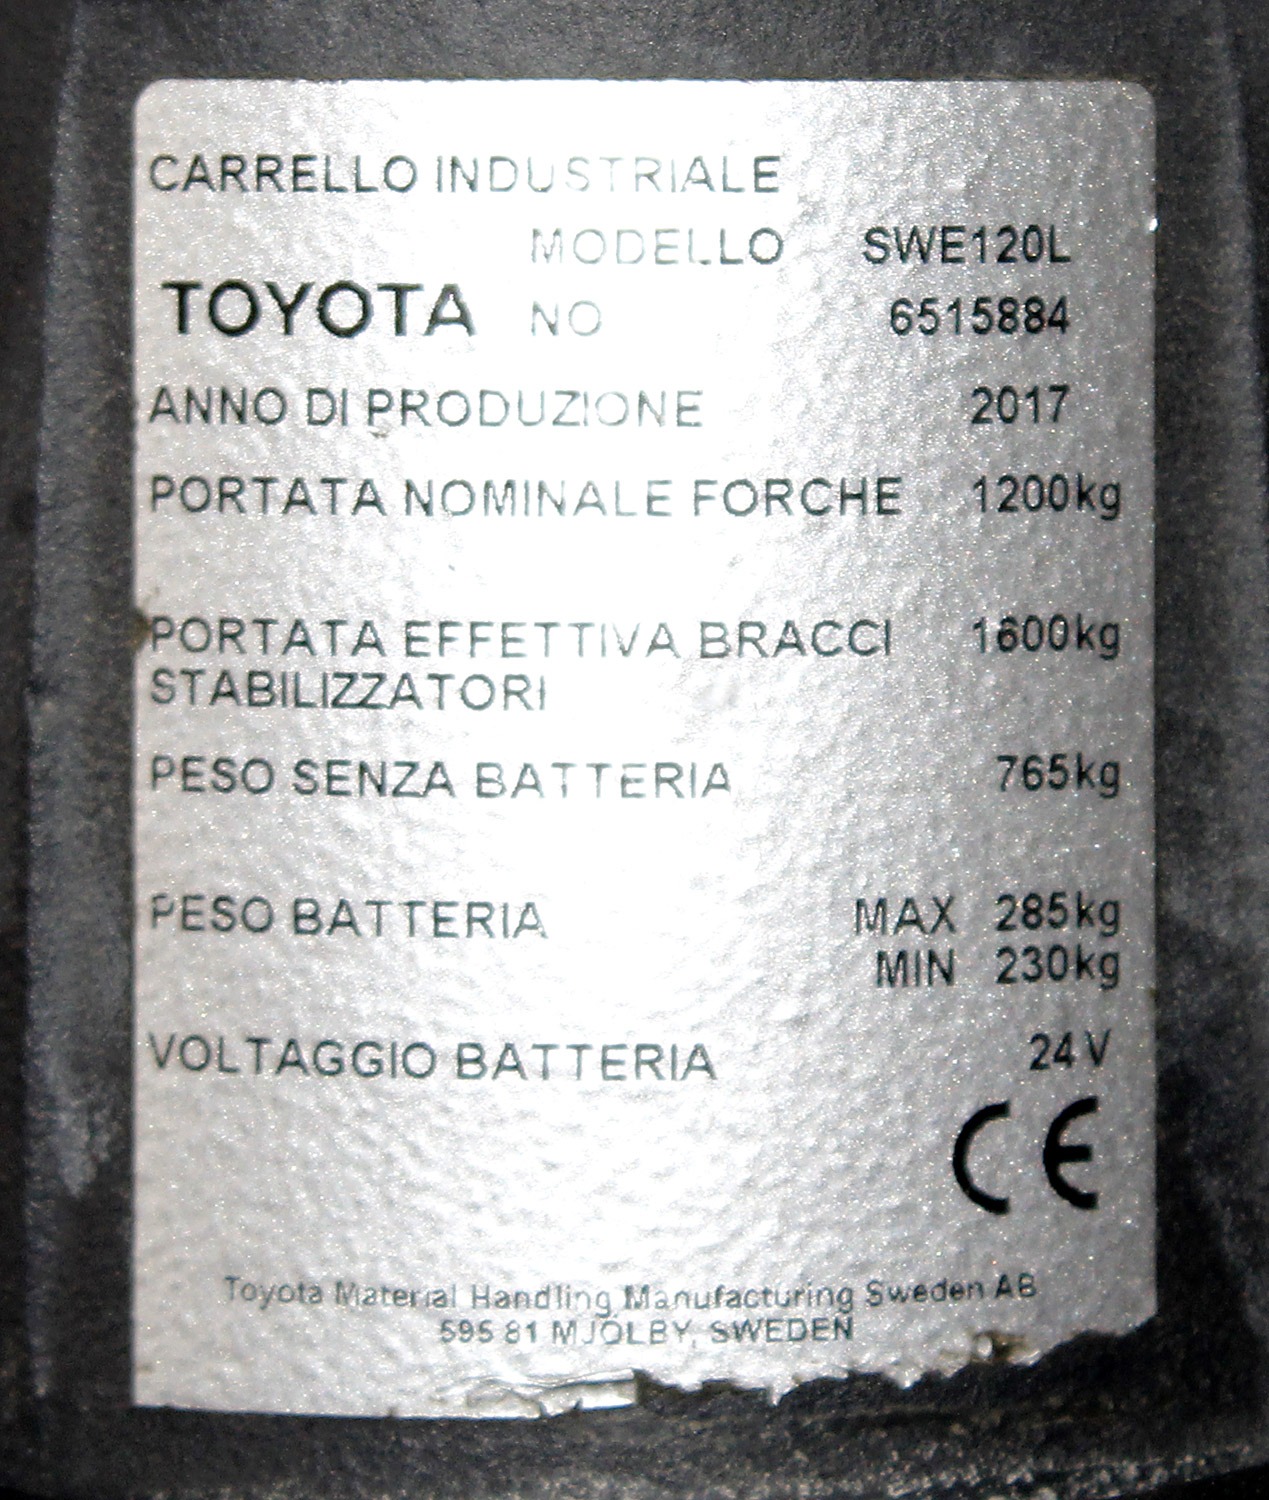 CARRELLO INDUSTRIALE
MODELLO SWE120L
TOYOTA NO 6515884
ANNO DI PRODUZIONE 2017
PORTATA NOMINALE FORCHE 1200kg
PORTATA EFFETTIVA BRACCI 1600kg
STABILIZZATORI
PESO SENZA BATTERIA 765kg
PESO BATTERIA MAX 285kg
MIN 230kg
VOLTAGGIO BATTERIA 24 V
CE
Toyota Material Handling Manufacturing Sweden AB
595 81 MJÖLBY, SWEDEN